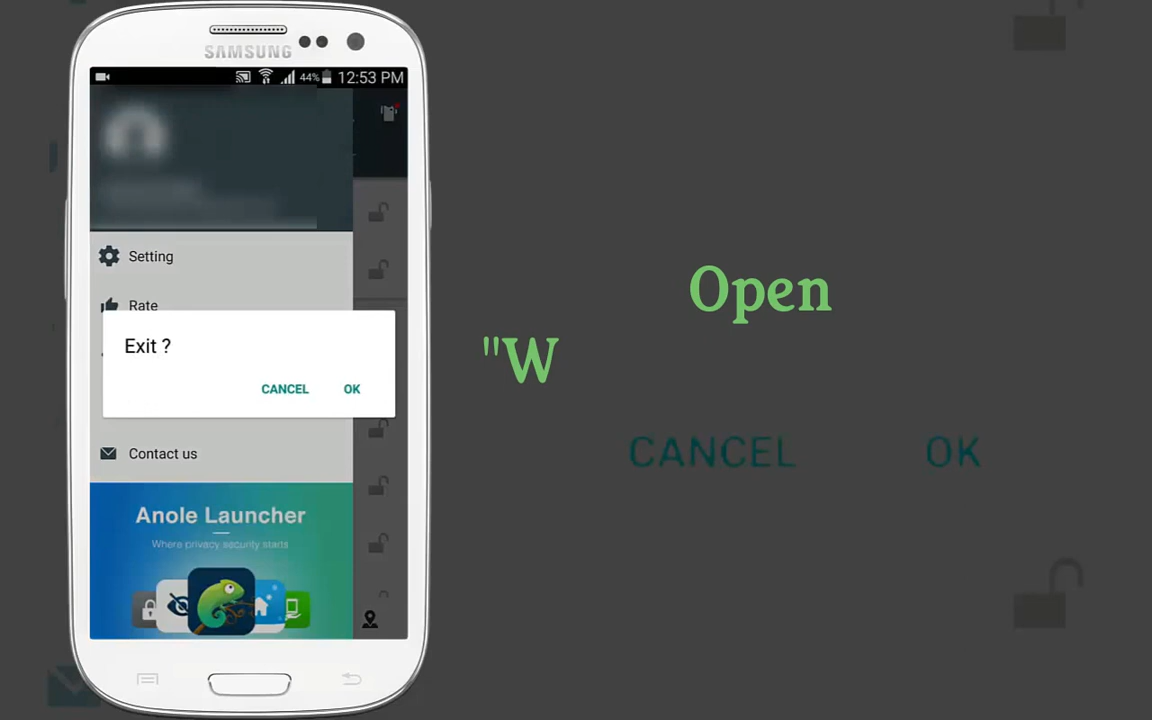 SAMSUNG
44% 12:53 PM
Setting
Rate
Exit ?
CANCEL OK
Contact us
Anole Launcher
Where privacy security starts
Open
"W
CANCEL OK